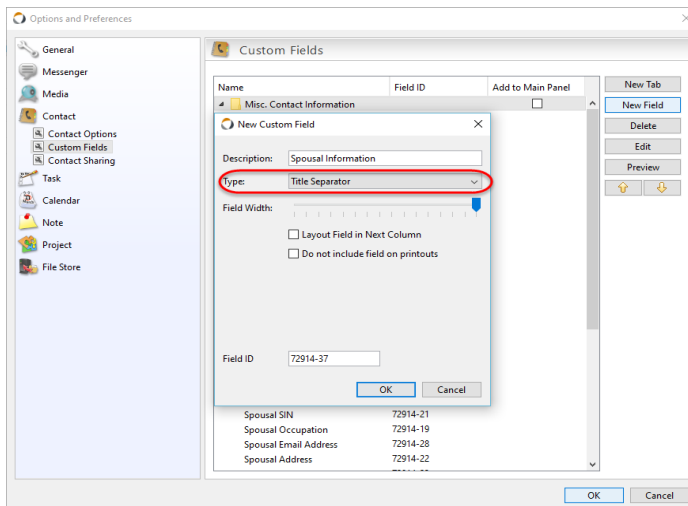 Options and Preferences
General
Messenger
Media
Contact
Contact Options
Custom Fields
Contact Sharing
Task
Calendar
Note
Project
File Store
Custom Fields
Name Field ID Add to Main Panel
Misc. Contact Information
New Custom Field
Description: Spousal Information
Type: Title Separator
Field Width:
Layout Field in Next Column
Do not include field on printouts
Field ID 72914-37
OK Cancel
Spousal SIN 72914-21
Spousal Occupation 72914-19
Spousal Email Address 72914-28
Spousal Address 72914-22
New Tab
New Field
Delete
Edit
Preview
OK Cancel